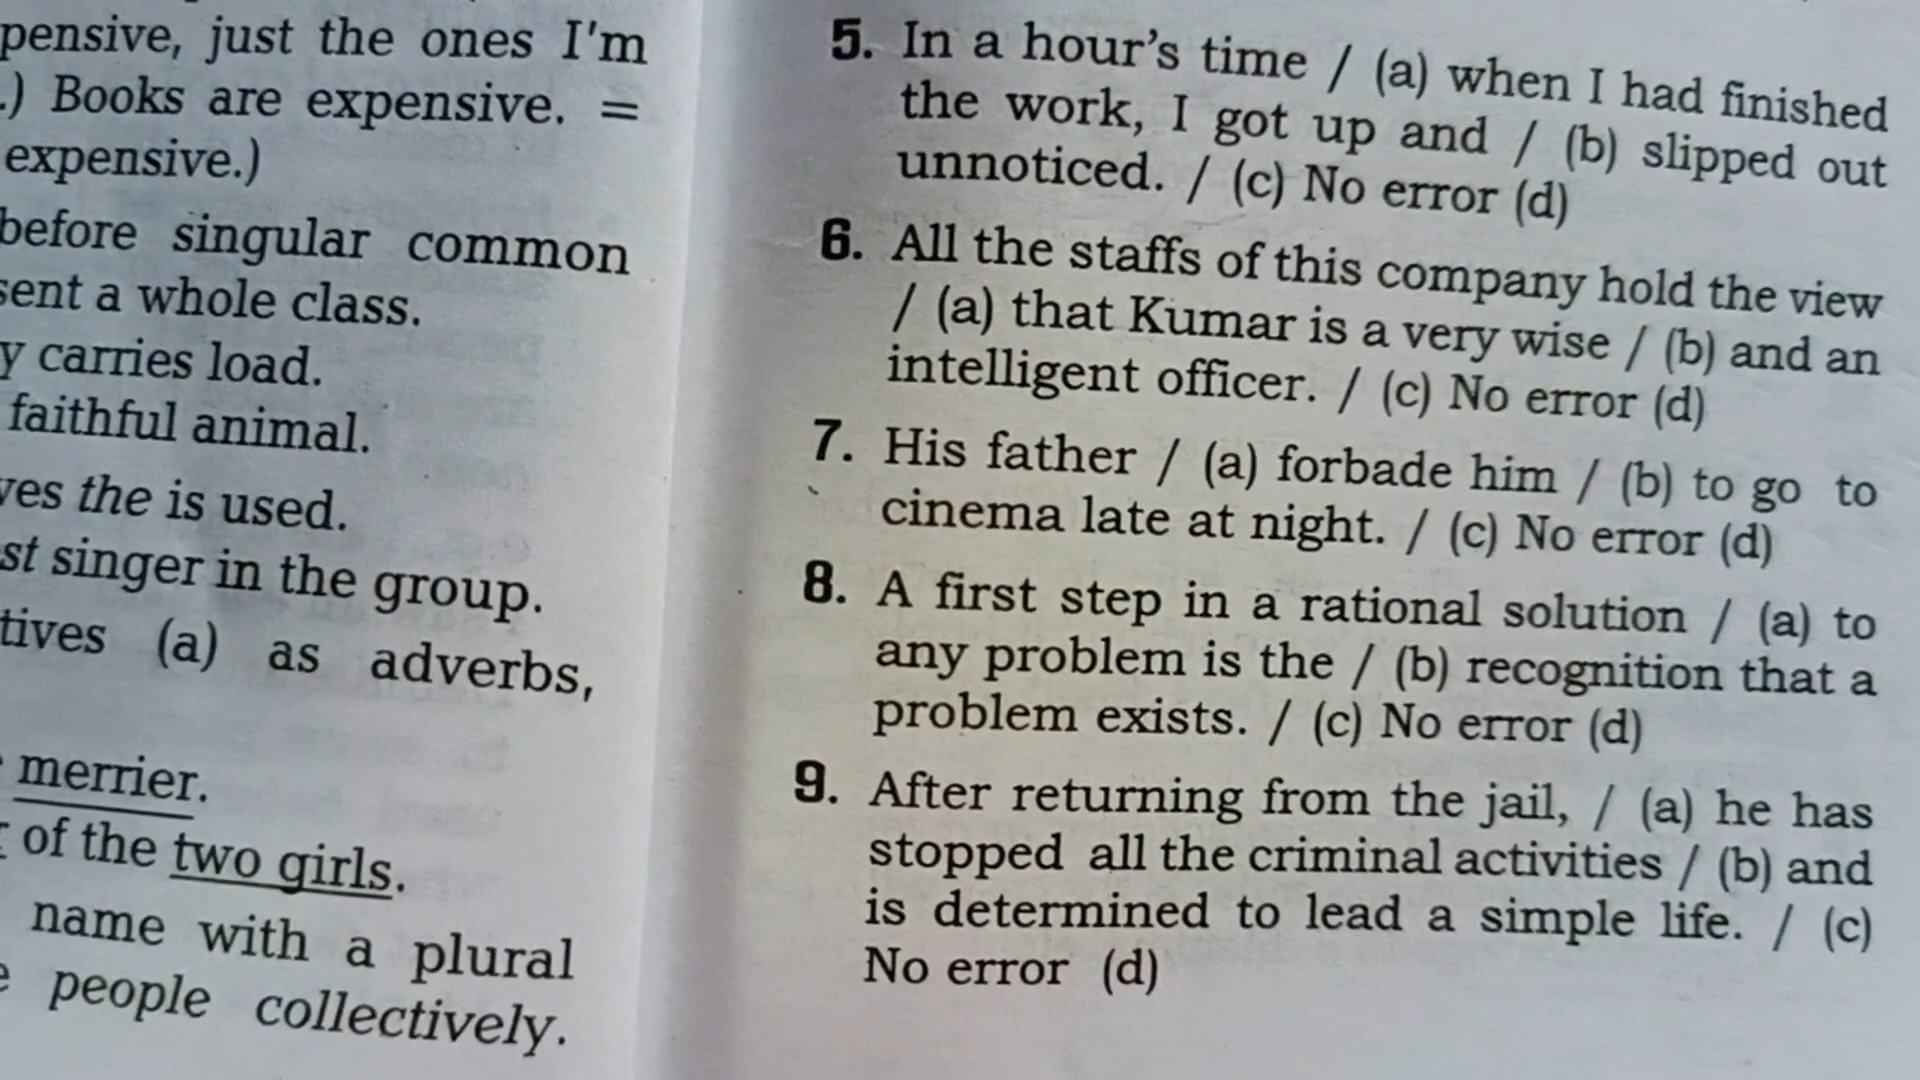 pensive, just the ones I'm
.) Books are expensive. =
expensive.)
before singular common
sent a whole class.
y carries load.
faithful animal.
ves the is used.
st singer in the group.
tives (a) as adverbs,
merrier.
of the two girls.
name with a plural
people collectively.
5. In a hour's time / (a) when I had finished
the work, I got up and / (b) slipped out
unnoticed. / (c) No error (d)
6. All the staffs of this company hold the view
/ (a) that Kumar is a very wise / (b) and an
intelligent officer. / (c) No error (d)
7. His father / (a) forbade him / (b) to go to
cinema late at night. / (c) No error (d)
8. A first step in a rational solution / (a) to
any problem is the / (b) recognition that a
problem exists. / (c) No error (d)
9. After returning from the jail, / (a) he has
stopped all the criminal activities / (b) and
is determined to lead a simple life. / (c)
No error (d)